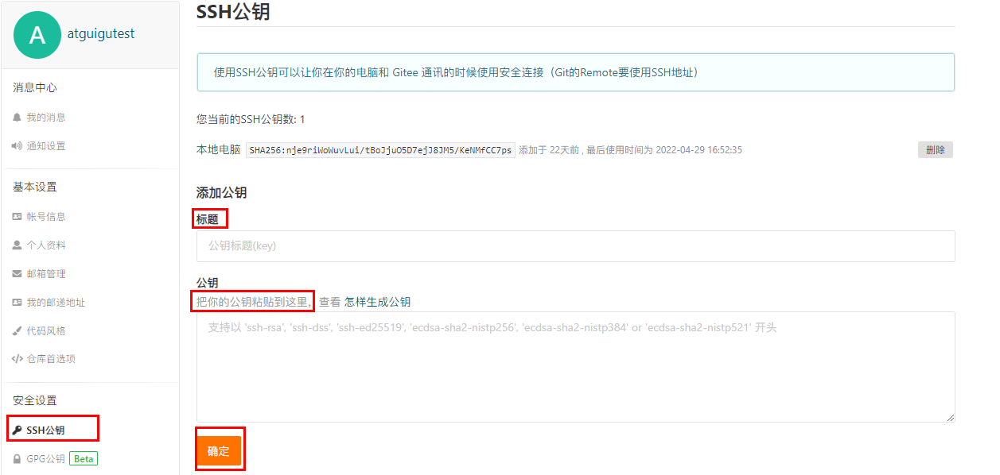 A
atguigutest
消息中心
我的消息
通知设置
基本设置
帐号信息
个人资料
邮箱管理
我的邮递地址
代码风格
仓库首选项
安全设置
SSH公钥
GPG公钥 Beta
SSH公钥
使用SSH公钥可以让你在你的电脑和 Gitee 通讯的时候使用安全连接（Git的Remote要使用SSH地址）
您当前的SSH公钥数: 1
本地电脑 SHA256:nje9riWoWuvLui/tBoJjuO5D7ejJ8JM5/KeNMfCC7ps 添加于 22天前 , 最后使用时间为 2022-04-29 16:52:35 删除
添加公钥
标题
公钥标题(key)
公钥
把你的公钥粘贴到这里，查看 怎样生成公钥
支持以 'ssh-rsa', 'ssh-dss', 'ssh-ed25519', 'ecdsa-sha2-nistp256', 'ecdsa-sha2-nistp384' or 'ecdsa-sha2-nistp521' 开头
确定